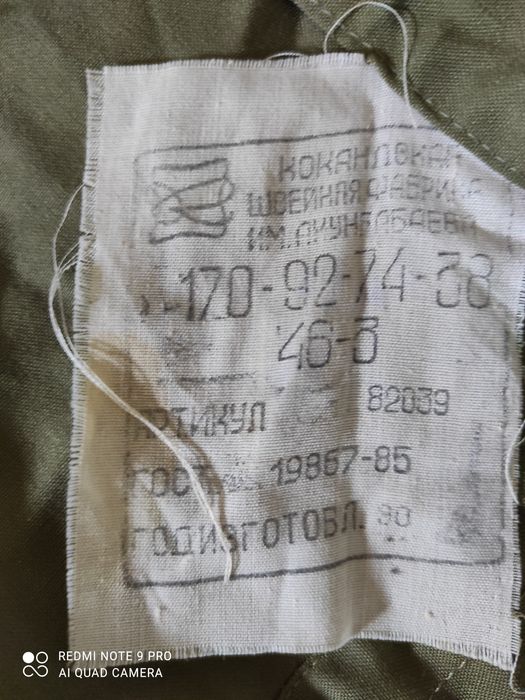 КОКАНДСКАЯ
ШВЕЙНАЯ ФАБРИКА
ИМ. АХУНБАБАЕВА
170-92-74-38
46-3
АРТИКУЛ 82039
ГОСТ 19867-85
ГОД ИЗГОТОВЛ. 90
REDMI NOTE 9 PRO
AI QUAD CAMERA